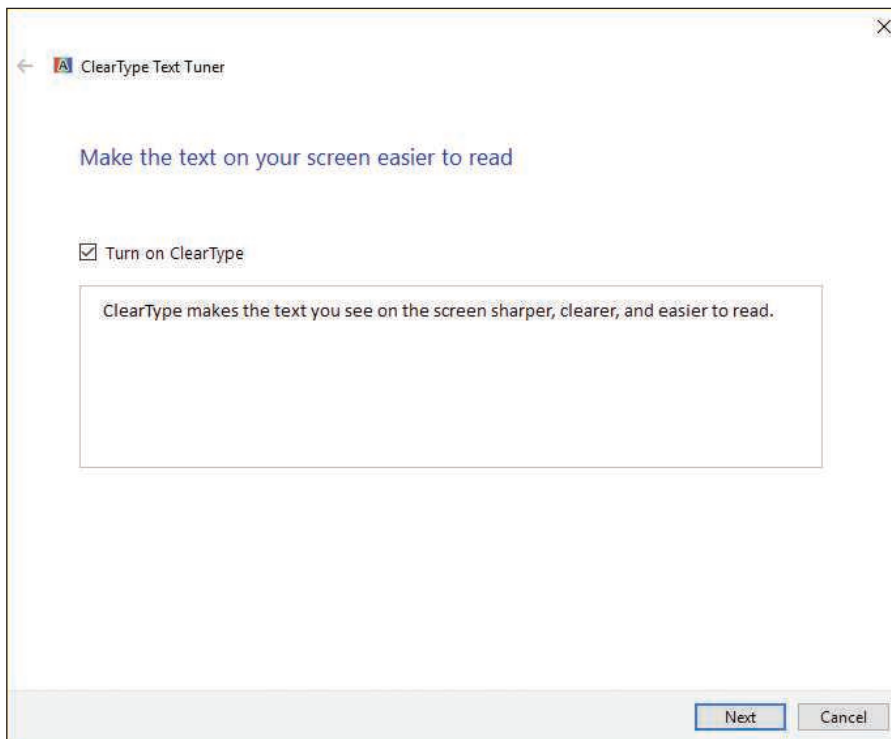 ClearType Text Tuner
Make the text on your screen easier to read
Turn on ClearType
ClearType makes the text you see on the screen sharper, clearer, and easier to read.
Next Cancel